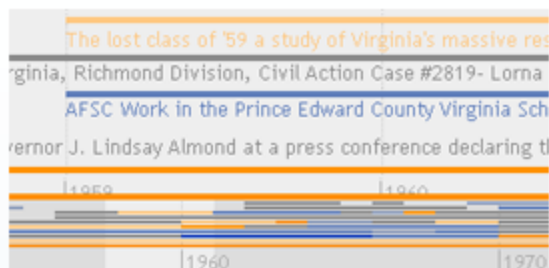 The lost class of '59 a study of Virginia's massive res
rginia, Richmond Division, Civil Action Case #2819- Lorna
AFSC Work in the Prince Edward County Virginia Sch
vernor J. Lindsay Almond at a press conference declaring t
1959 1960
1960 1970